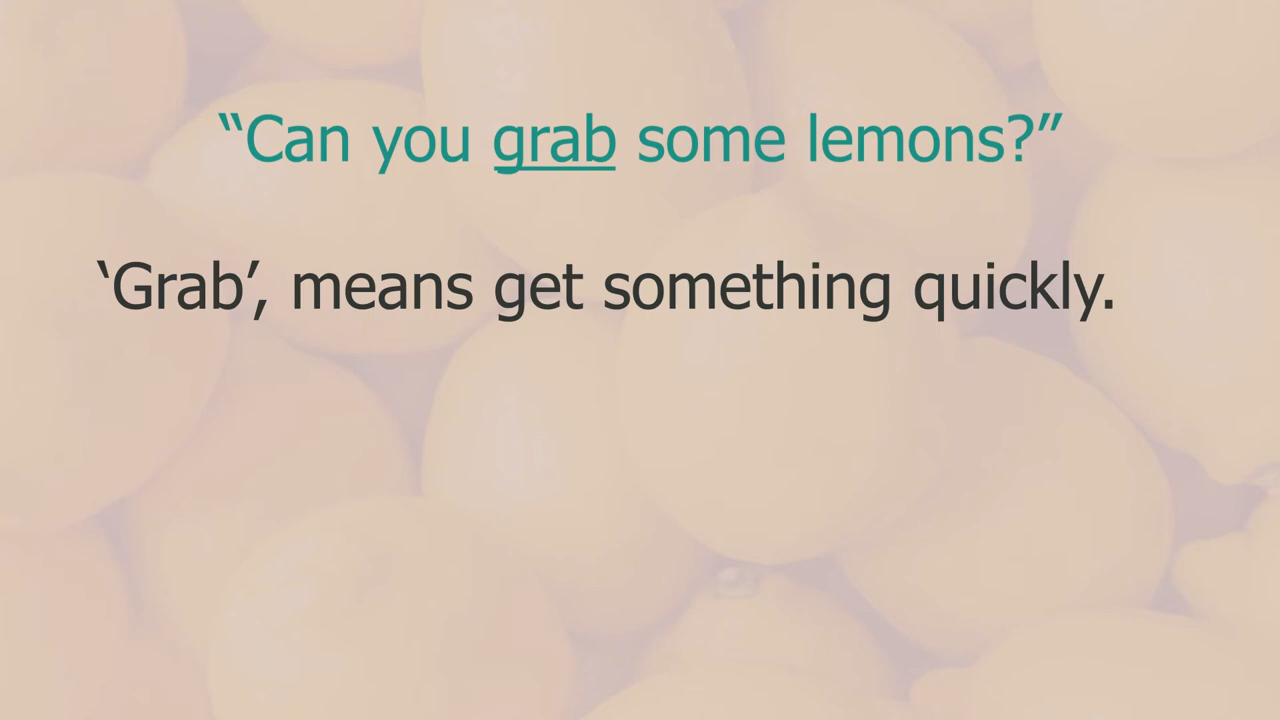 “Can you grab some lemons?”
‘Grab’, means get something quickly.